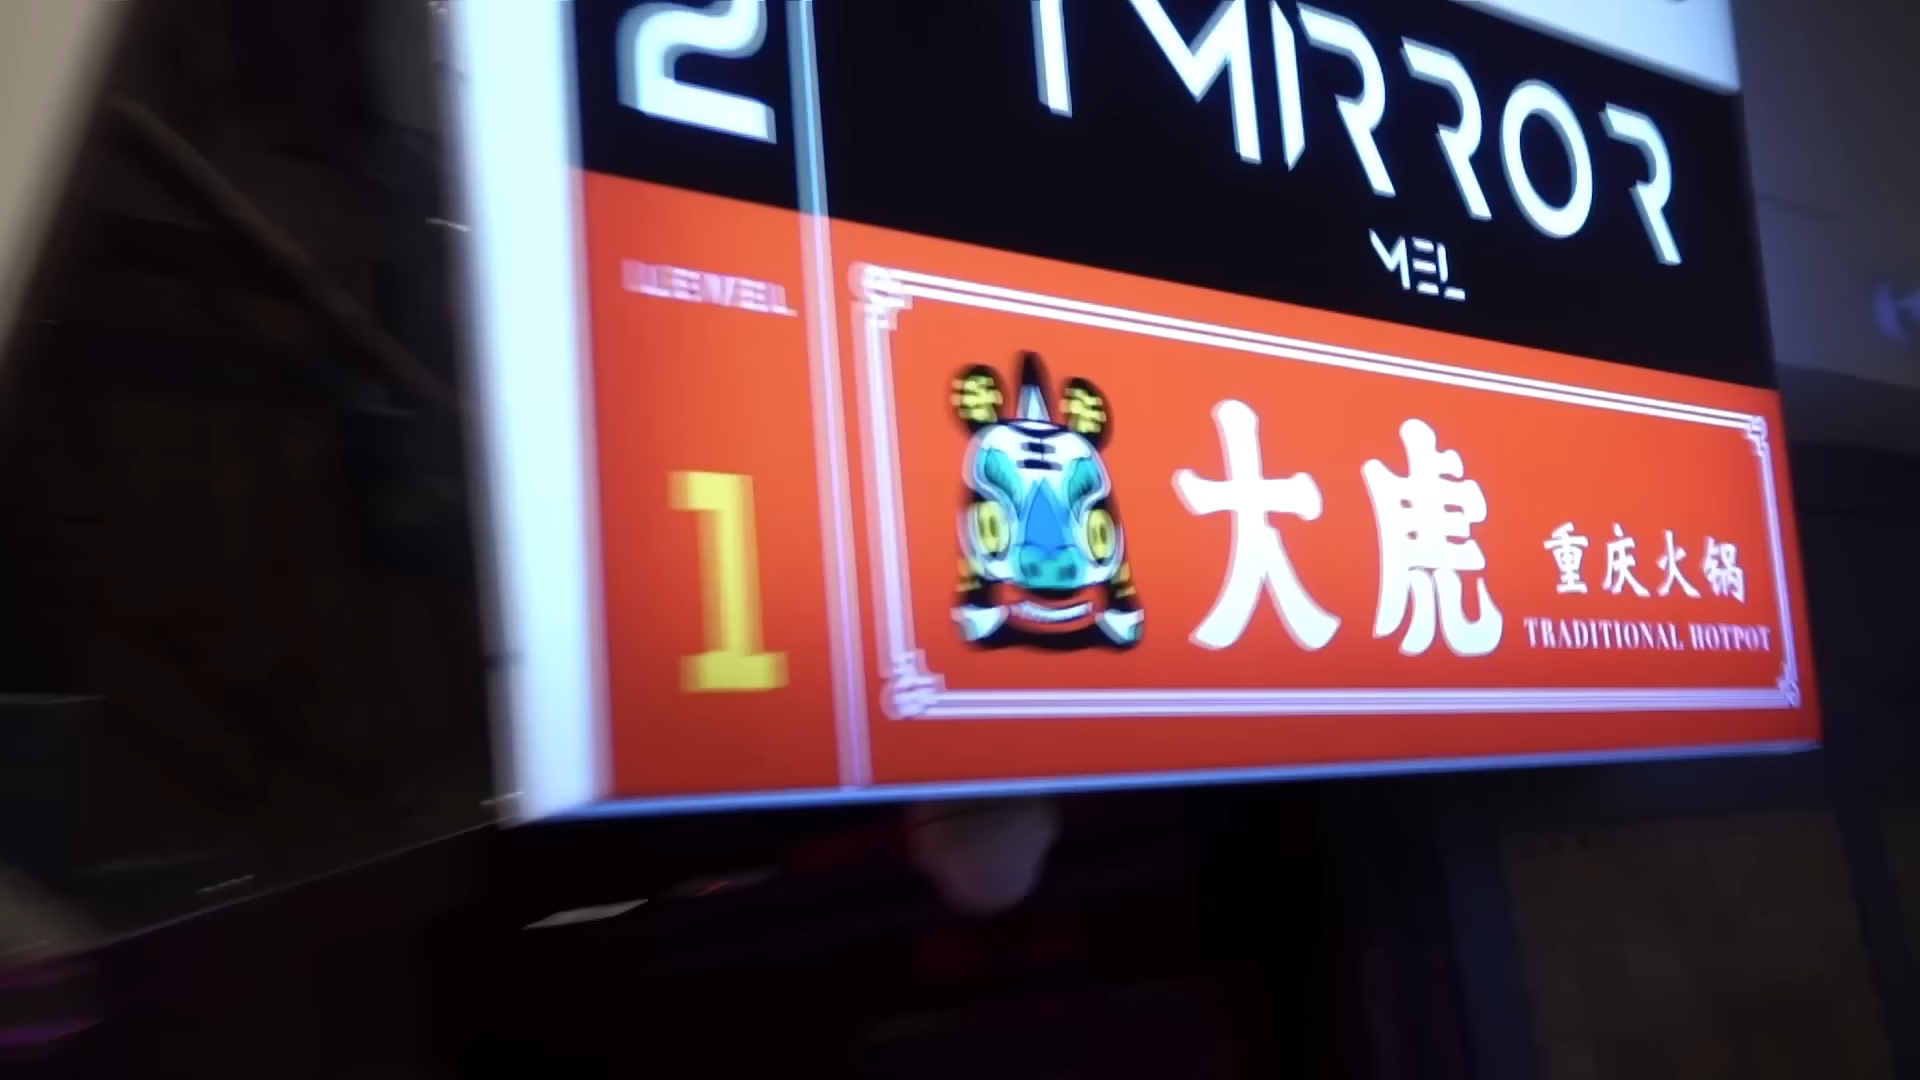 2
MIRROR
MEL
LEVEL
1
大虎
重庆火锅
TRADITIONAL HOTPOT